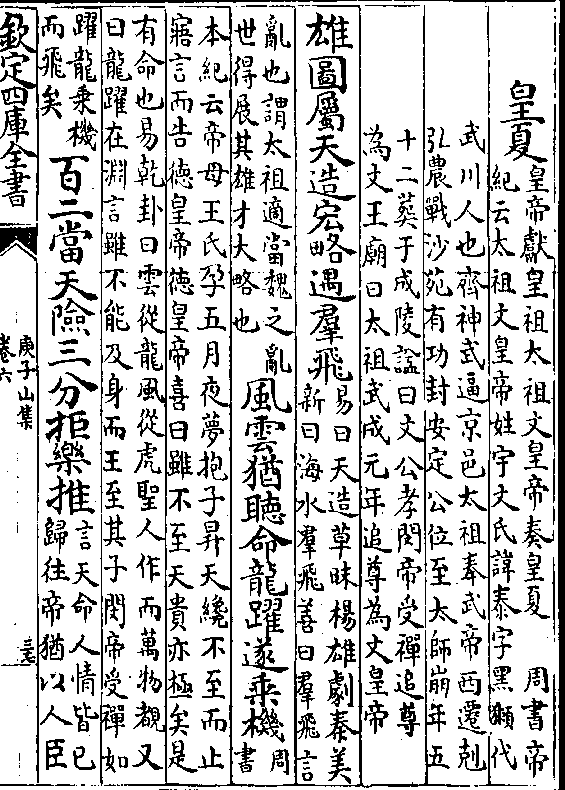 皇夏
皇帝獻皇祖太祖文皇帝奏皇夏 周書帝
紀云太祖文皇帝姓宇文氏諱泰字黑獺代
武川人也齊神武逼京邑太祖奉武帝西遷剋
弘農戰沙苑有功封安定公位至太師崩年五
十二葬于成陵諡曰文公孝閔帝受禪追尊
為文王廟曰太祖武成元年追尊為文皇帝
雄圖屬天造宏略遇羣飛
易曰天造草昧楊雄劇秦美
新曰海水羣飛善曰羣飛言
亂也謂太祖適當魏之亂
世得展其雄才大略也
風雲猶聽命龍躍遂乗機
周
書
本紀云帝母王氏孕五月夜夢抱子昇天纔不至而止
寤言而告德皇帝德皇帝喜曰雖不至天貴亦極矣是
有命也易乾卦曰雲從龍風從虎聖人作而萬物覩又
曰龍躍在淵言雖不能及身而王至其子閔帝受禪如
躍龍乘機
而飛矣
百二當天險三分拒樂推
言天命人情皆已
歸往帝猶以人臣
欽定四庫全書
庾子山集
卷六